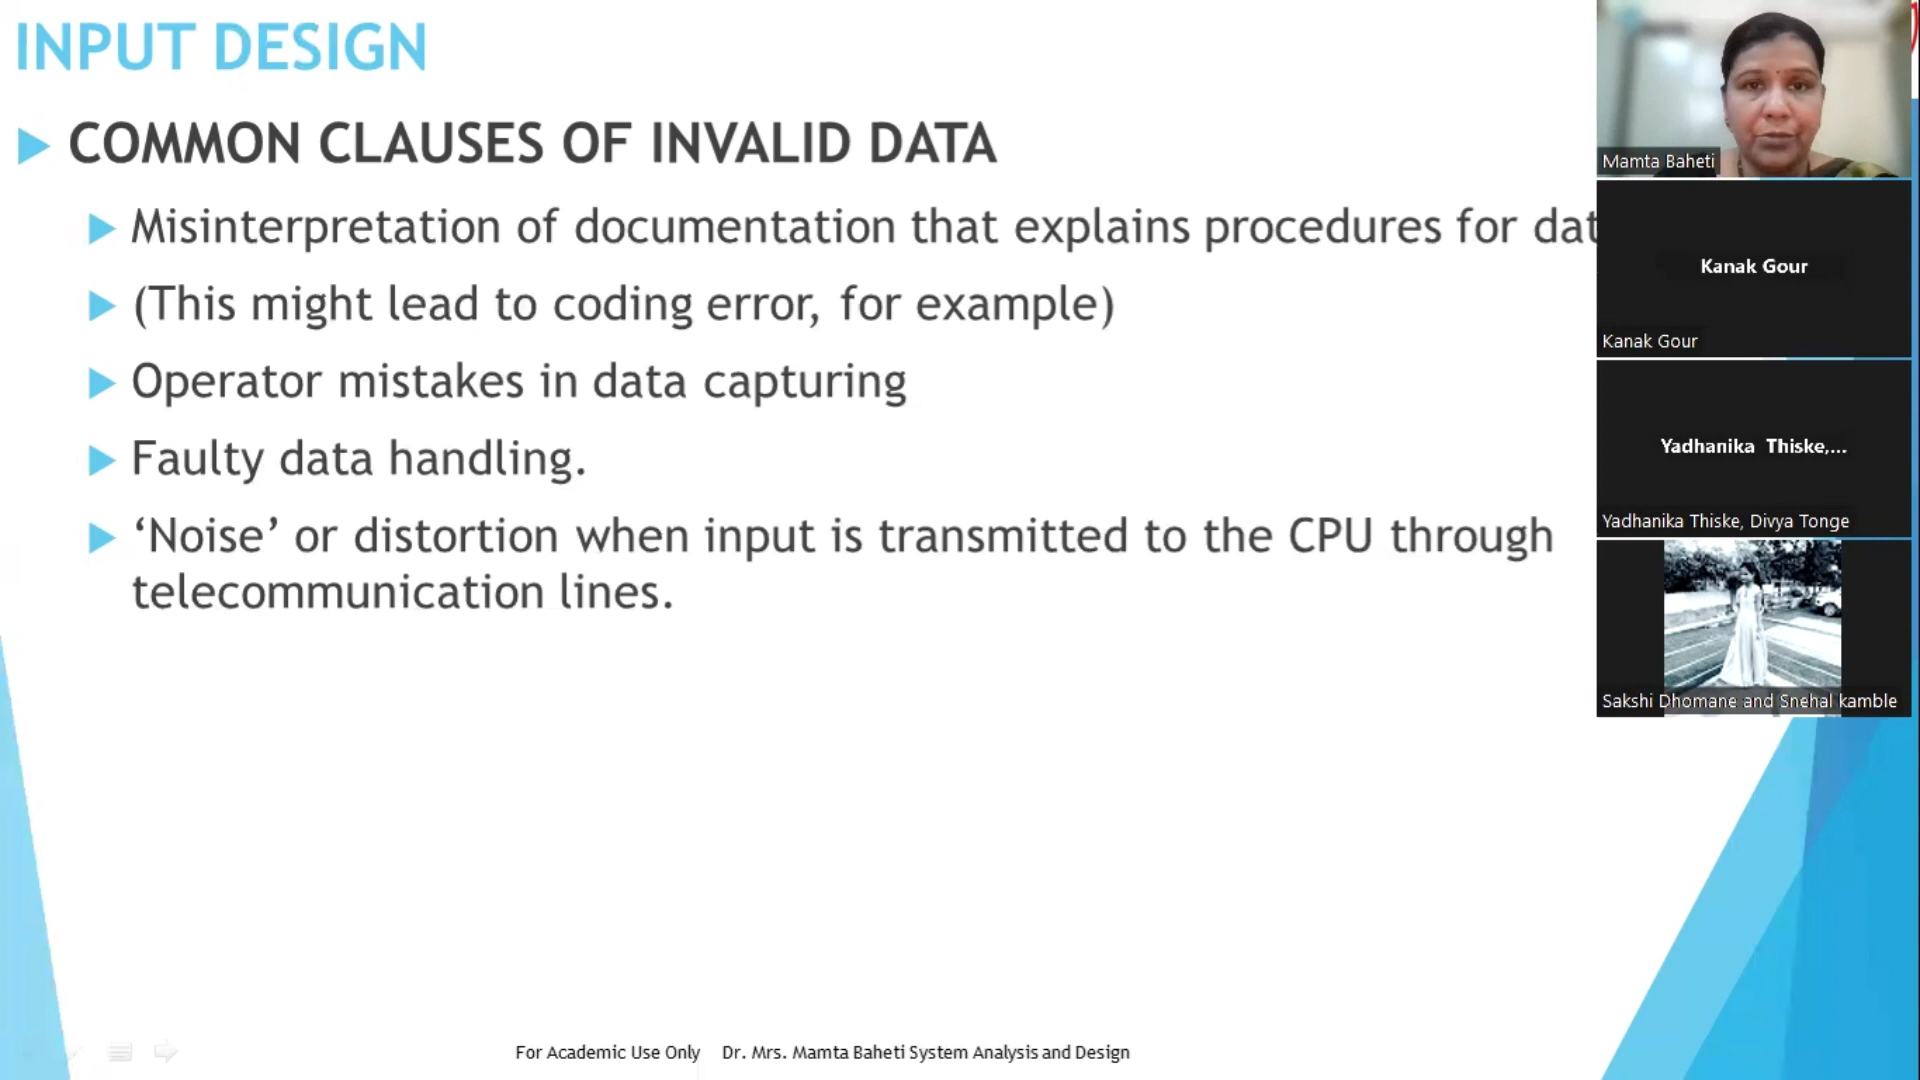 INPUT DESIGN
COMMON CLAUSES OF INVALID DATA
Misinterpretation of documentation that explains procedures for dat
(This might lead to coding error, for example)
Operator mistakes in data capturing
Faulty data handling.
‘Noise’ or distortion when input is transmitted to the CPU through
telecommunication lines.
For Academic Use Only Dr. Mrs. Mamta Baheti System Analysis and Design
Mamta Baheti
Kanak Gour
Kanak Gour
Yadhanika Thiske,...
Yadhanika Thiske, Divya Tonge
Sakshi Dhomane and Snehal kamble